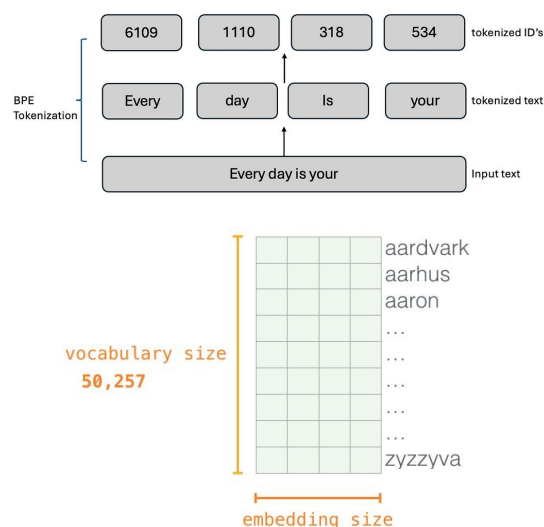 6109 1110 318 534 tokenized ID's
BPE
Tokenization
Every day Is your tokenized text
Every day is your Input text
aardvark
aarhus
aaron
...
...
...
...
...
zyzzyva
vocabulary size
50,257
embedding size